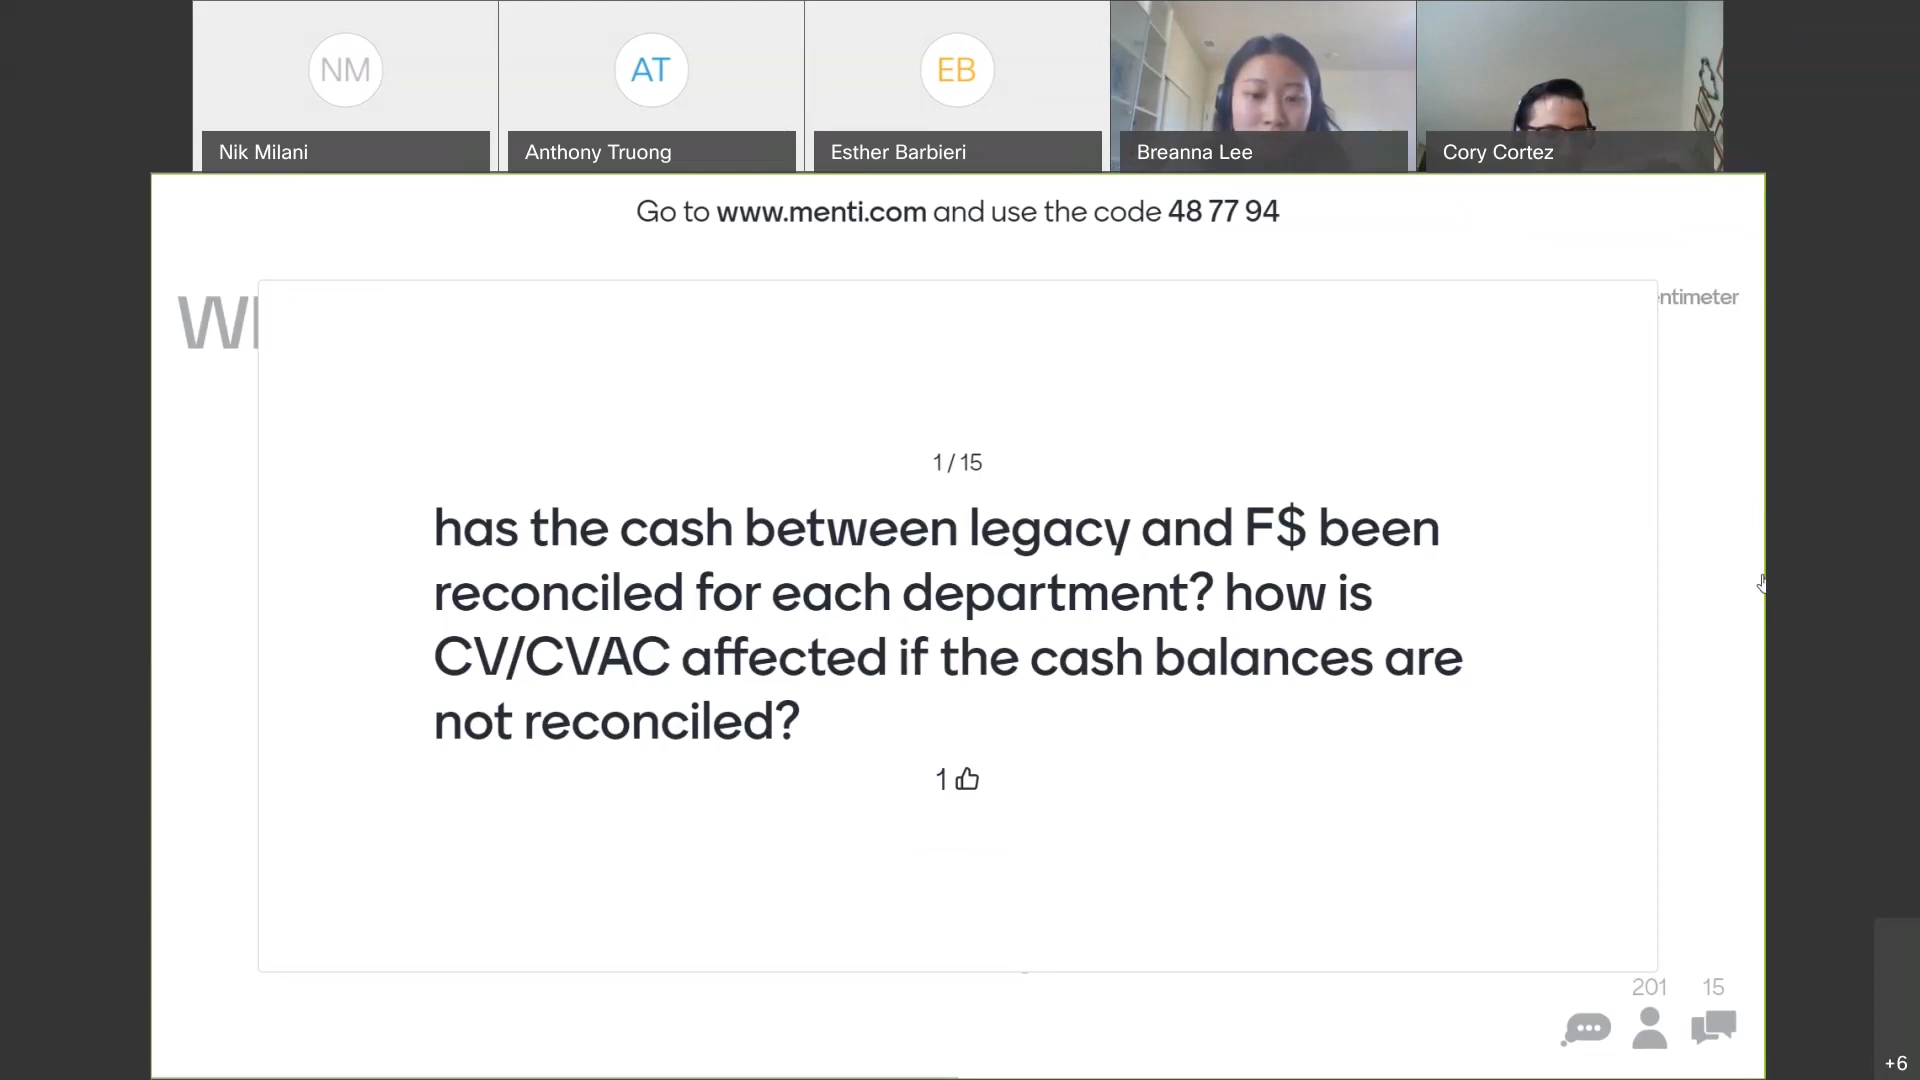 NM
AT
EB
Nik Milani
Anthony Truong
Esther Barbieri
Breanna Lee
Cory Cortez
Go to www.menti.com and use the code 48 77 94
entimeter
1 / 15
has the cash between legacy and F$ been
reconciled for each department? how is
CV/CVAC affected if the cash balances are
not reconciled?
1
201
15
+6